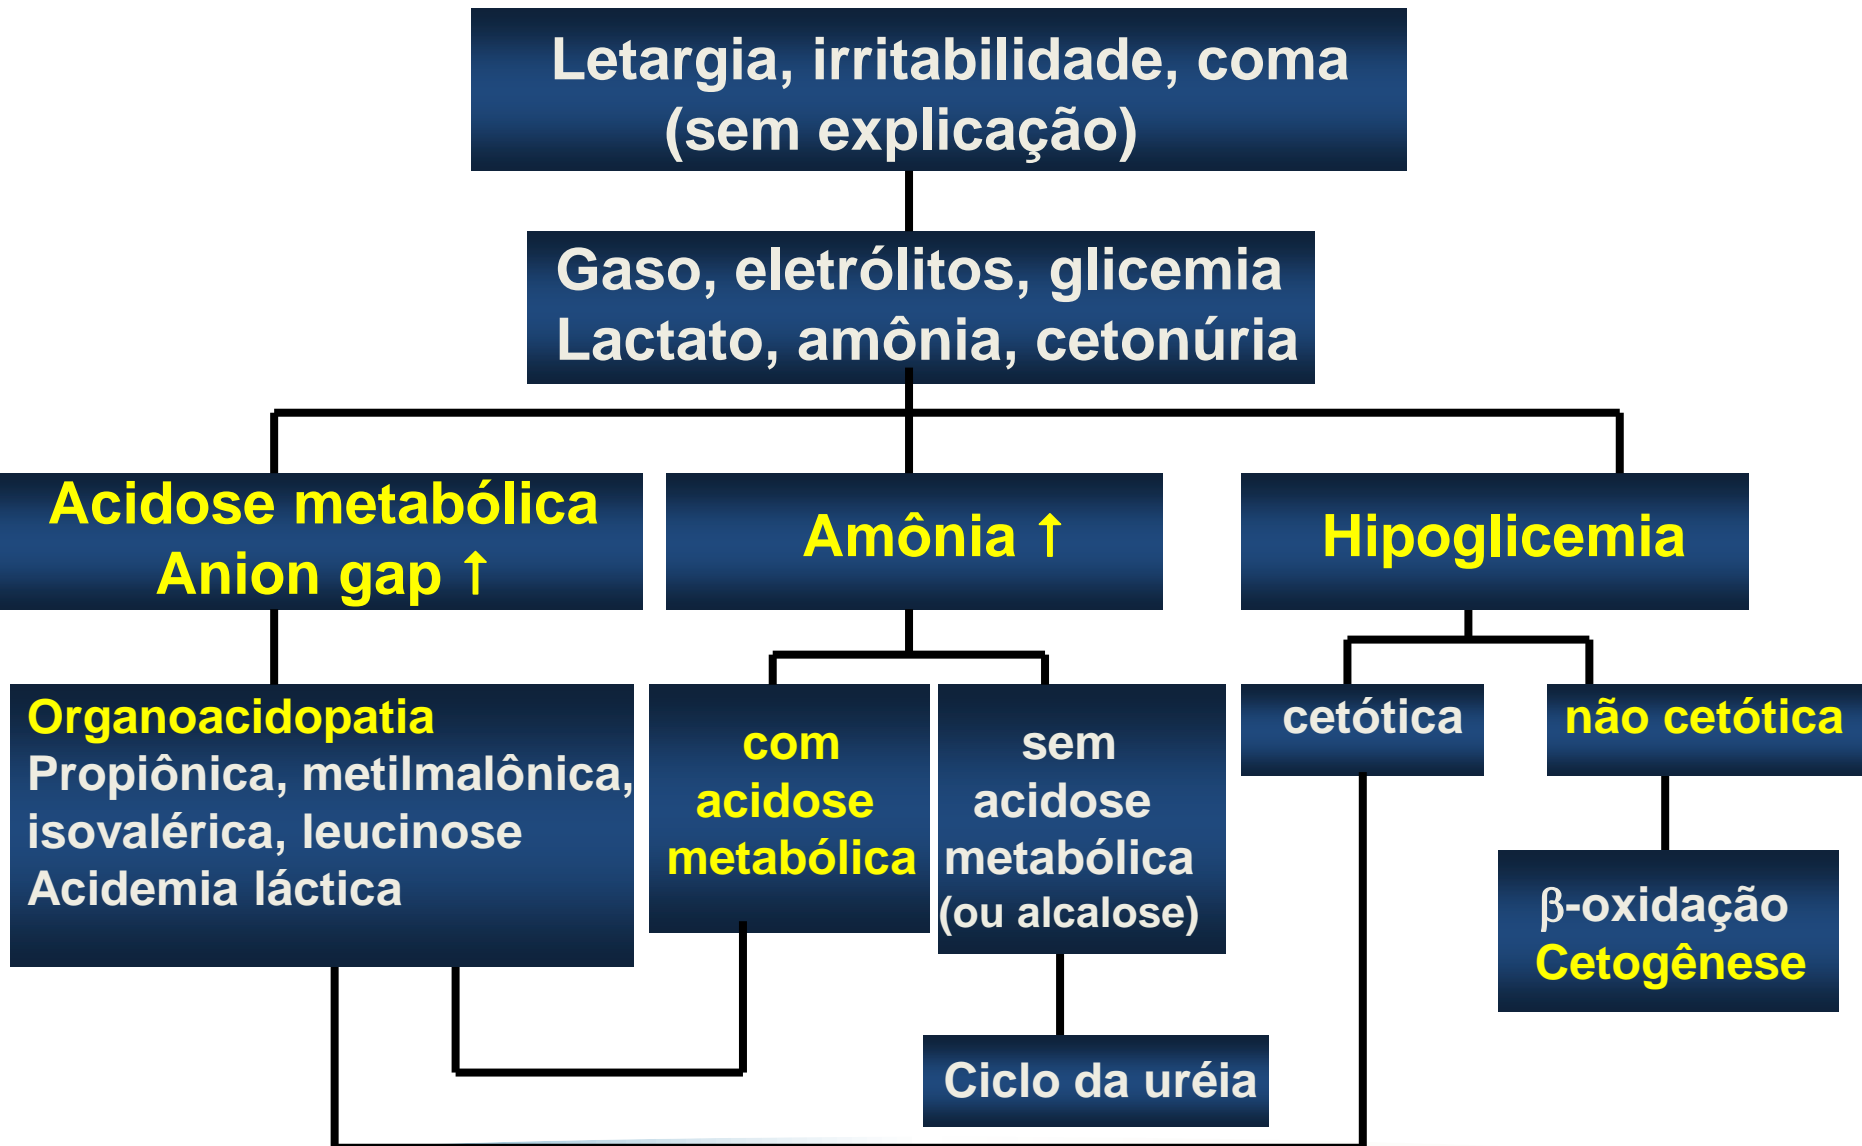 Letargia, irritabilidade, coma
(sem explicação)
Gaso, eletrólitos, glicemia
Lactato, amônia, cetonúria
Acidose metabólica
Anion gap ↑
Amônia ↑
Hipoglicemia
Organoacidopatia
Propiônica, metilmalônica,
isovalérica, leucinose
Acidemia láctica
com
acidose
metabólica
sem
acidose
metabólica
(ou alcalose)
cetótica
não cetótica
β-oxidação
Cetogênese
Ciclo da uréia